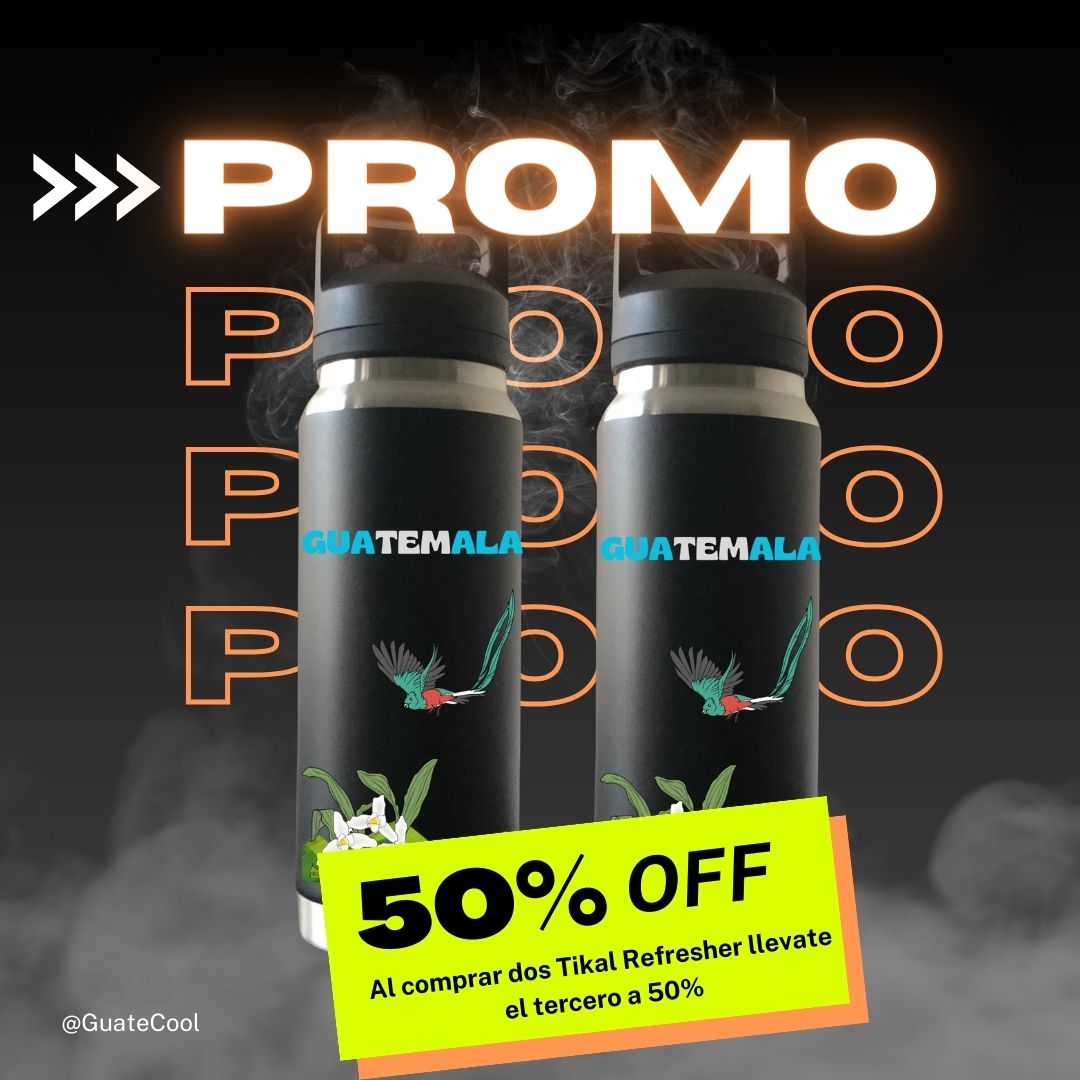 >>> PROMO
PROMO
PROMO
PROMO
GUATEMALA
GUATEMALA
50% OFF
Al comprar dos Tikal Refresher llevate
el tercero a 50%
@GuateCool